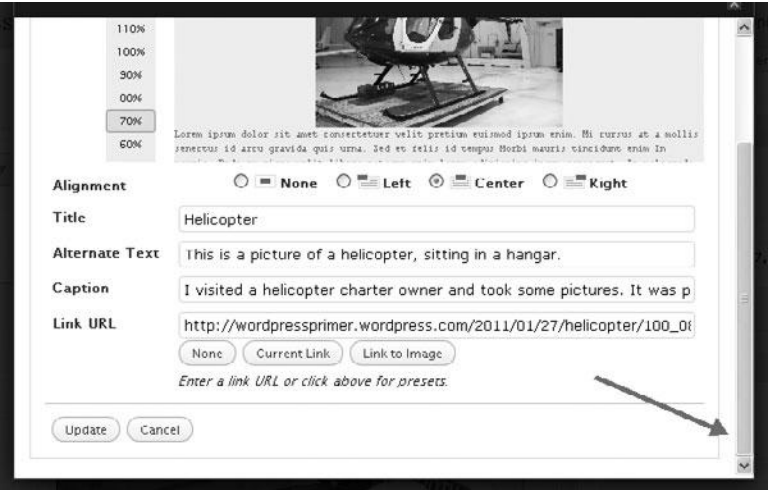 110%
100%
90%
80%
70%
60%
Lorem ipsum dolor sit amet consertetuer velit pretium euismod ipsum enim. Mi cursus at a mollis
senectus id arcu gravida quis urna. Sed et felis id tempus Morbi mauris tincidunt enim In
Alignment None Left Center Right
Title Helicopter
Alternate Text This is a picture of a helicopter, sitting in a hangar.
Caption I visited a helicopter charter owner and took some pictures. It was p
Link URL http://wordpressprimer.wordpress.com/2011/01/27/helicopter/100_08
None Current Link Link to Image
Enter a link URL or click above for presets.
Update Cancel